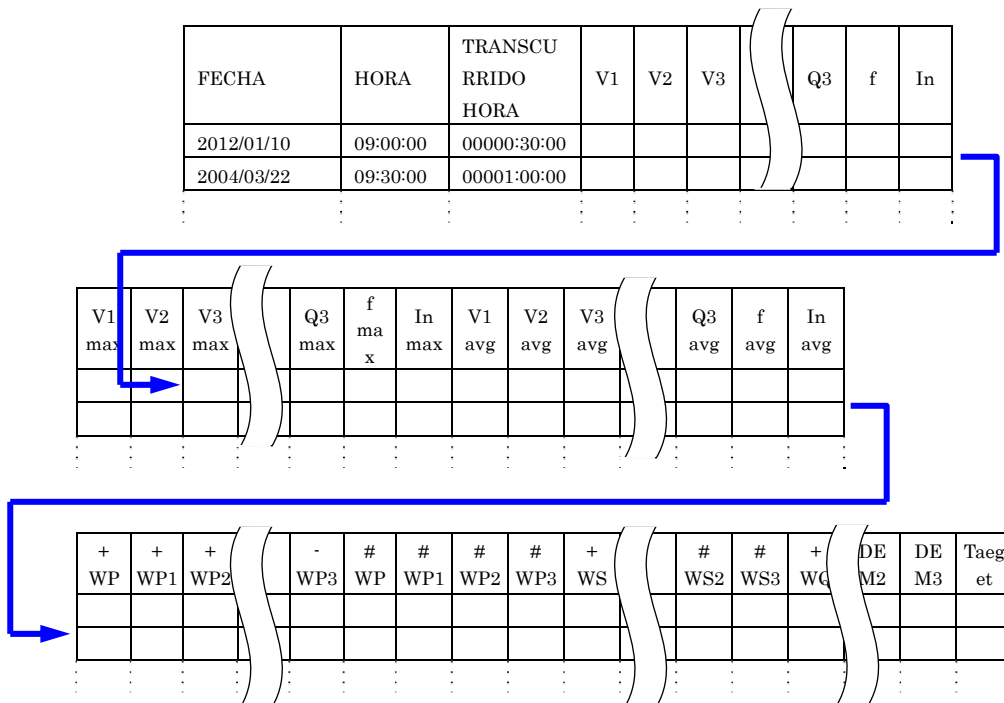 FECHA HORA TRANSCU
RRIDO
HORA V1 V2 V3 Q3 f In
2012/01/10 09:00:00 00000:30:00
2004/03/22 09:30:00 00001:00:00
V1 V2 V3 Q3 f In V1 V2 V3 Q3 f In
max max max max ma max avg avg avg avg avg avg
x
+ + + - # # # # + # # + DE DE Taeg
WP WP1 WP2 WP3 WP WP1 WP2 WP3 WS WS2 WS3 WQ M2 M3 et